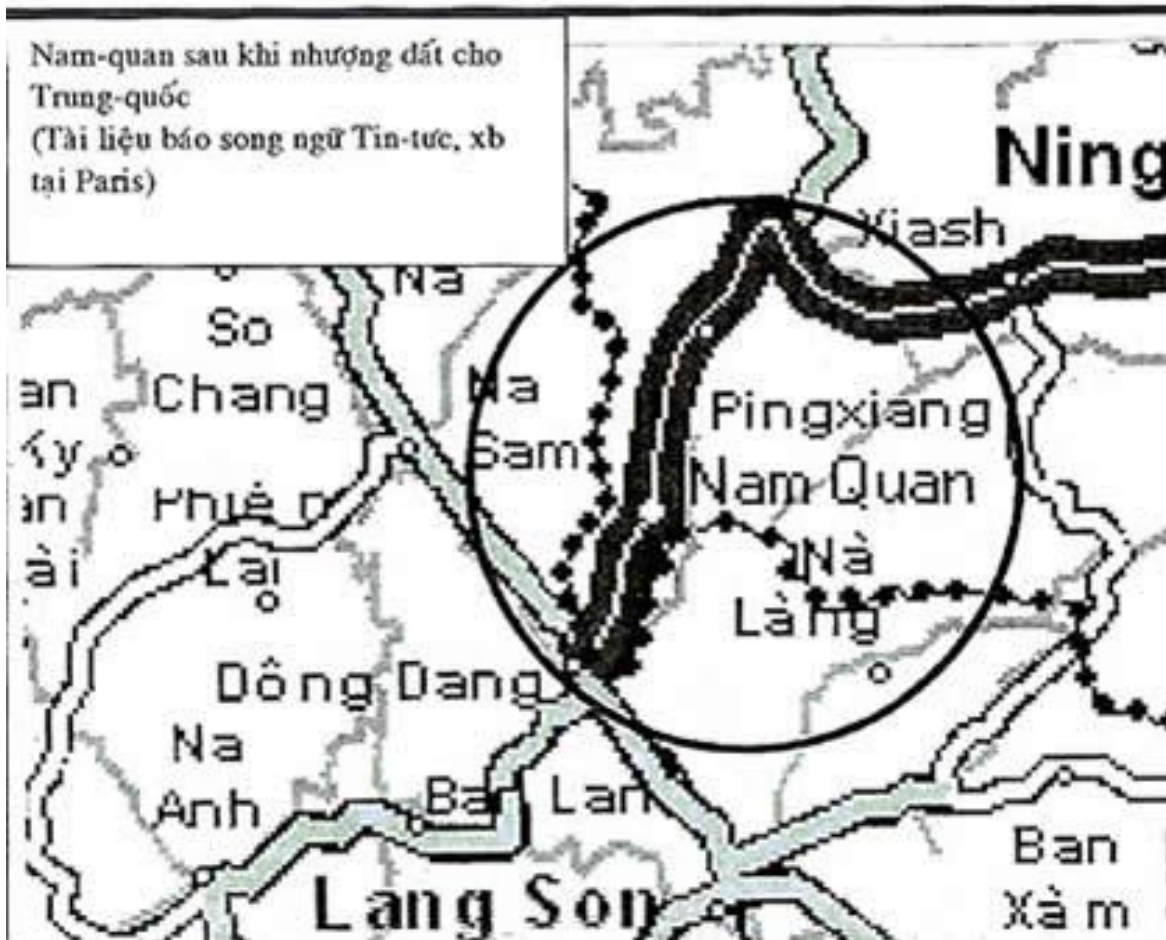 Nam-quan sau khi nhượng đất cho
Trung-quốc
(Tài liệu báo song ngữ Tin-tưc, xb
tại Paris)
Ning
Xiash
Na
So
Chang
Na
Sam
Pingxiang
Nam Quan
Phiên
Lai
Nà
Làng
Dông Dang
Na
Anh
Ba
Lan
Lang Son
Ban
Xàm